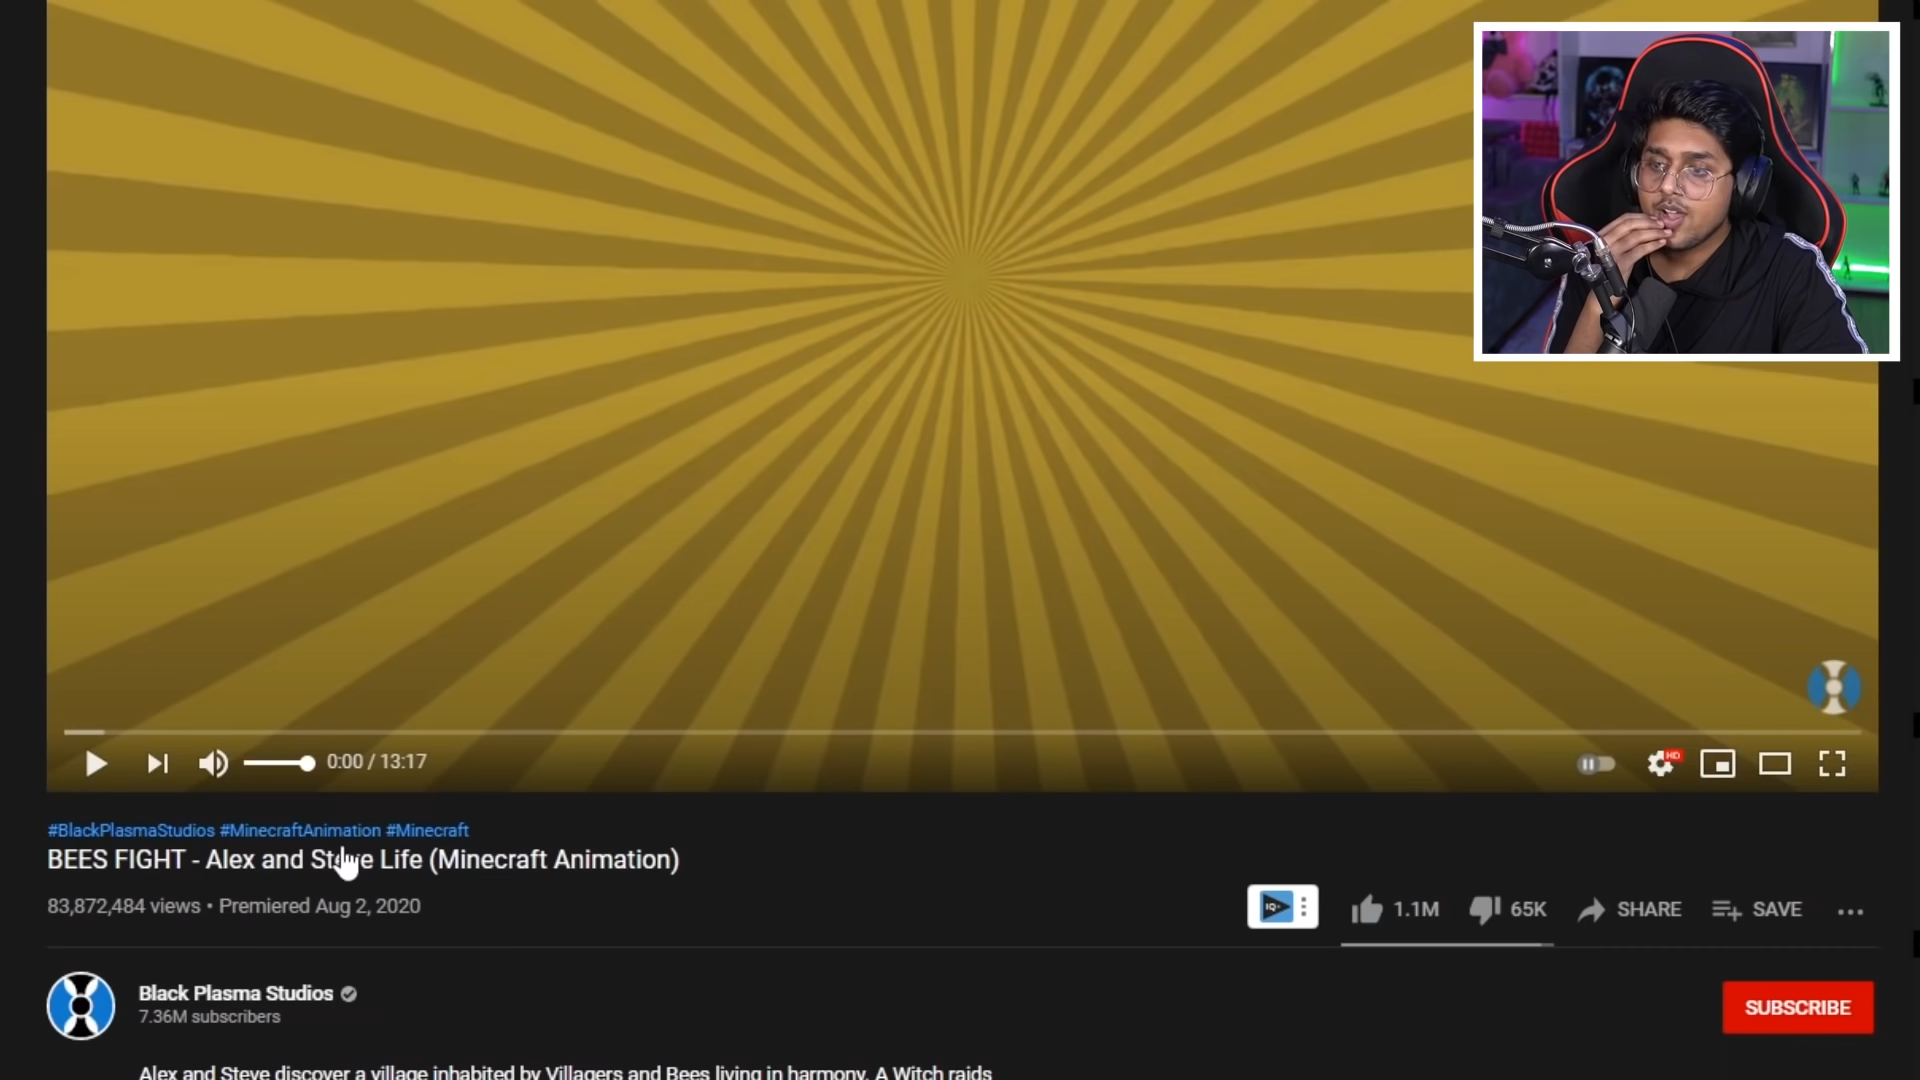 0:00 / 13:17
HD
#BlackPlasmaStudios #MinecraftAnimation #Minecraft
BEES FIGHT - Alex and Steve Life (Minecraft Animation)
83,872,484 views • Premiered Aug 2, 2020
IQ
1.1M
65K
SHARE
SAVE
Black Plasma Studios
7.36M subscribers
SUBSCRIBE
Alex and Steve discover a village inhabited by Villagers and Bees living in harmony. A Witch raids